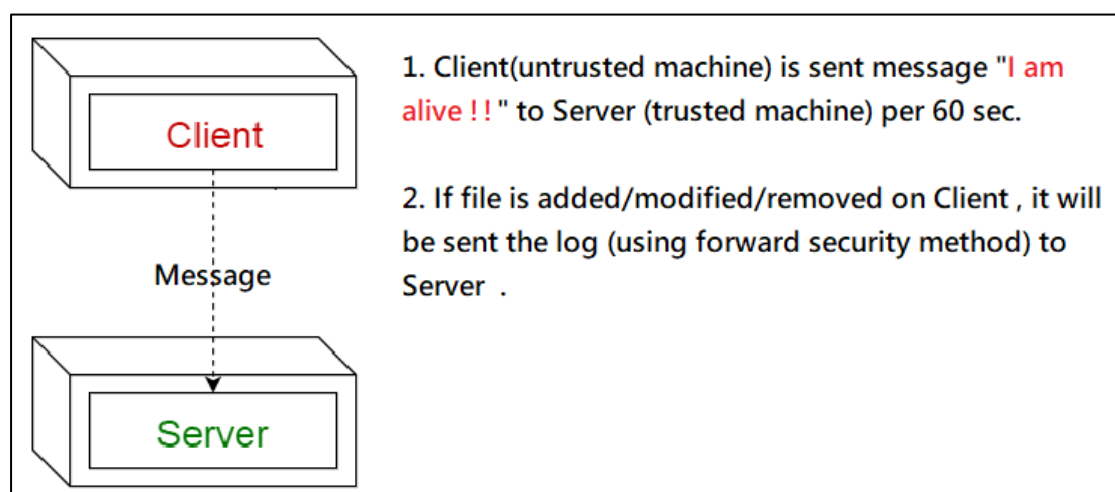 Client
Message
Server
1. Client(untrusted machine) is sent message "I am
alive ! ! " to Server (trusted machine) per 60 sec.
2. If file is added/modified/removed on Client , it will
be sent the log (using forward security method) to
Server .